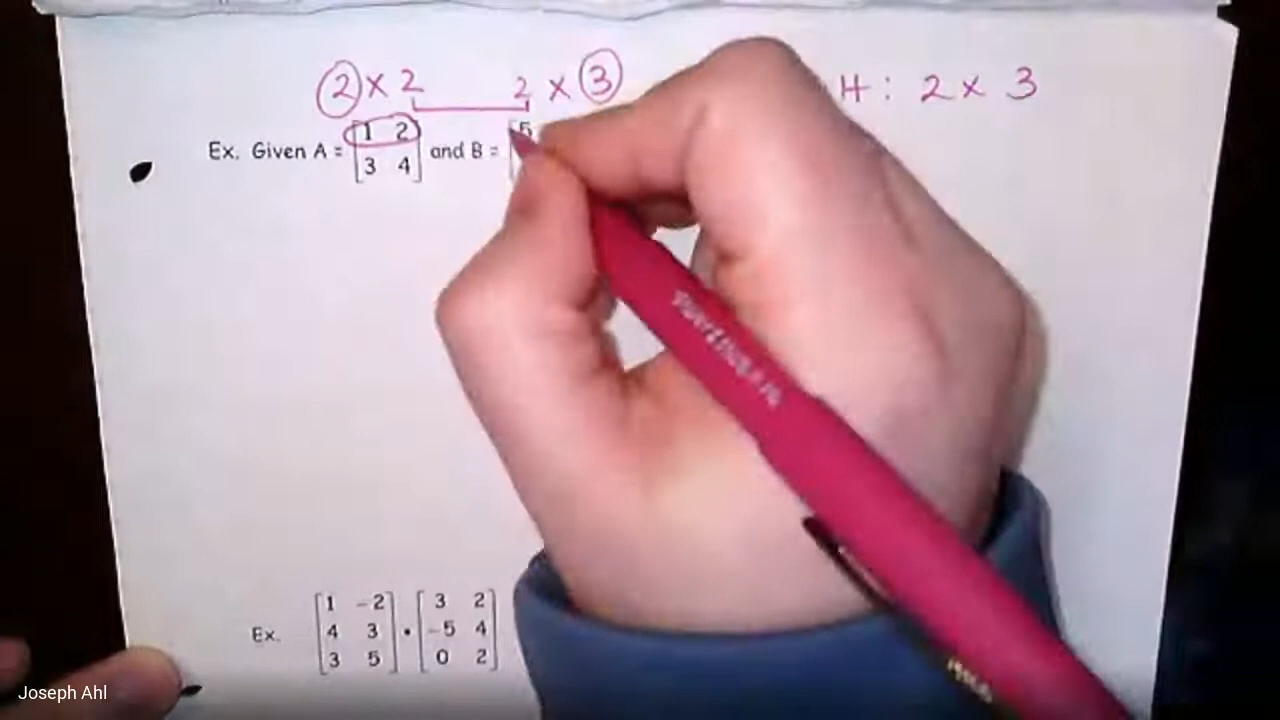 2 × 2 2 × 3 H: 2 × 3
Ex. Given A = [1 2 and B = [5
3 4]
[1 -2] [3 2]
Ex. 4 3 • -5 4
3 5 0 2
Joseph Ahl